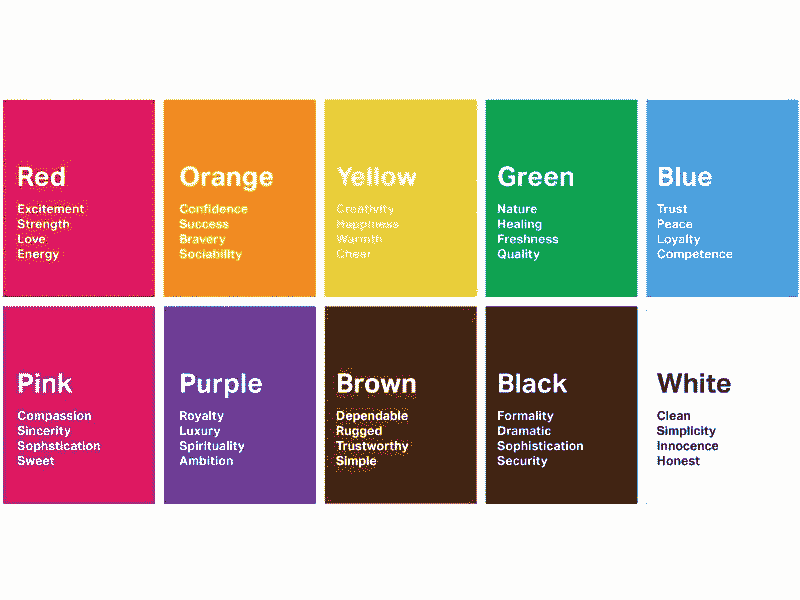 Red
Excitement
Strength
Love
Energy
Orange
Confidence
Success
Bravery
Sociability
Yellow
Creativity
Happiness
Warmth
Cheer
Green
Nature
Healing
Freshness
Quality
Blue
Trust
Peace
Loyalty
Competence
Pink
Compassion
Sincerity
Sophstication
Sweet
Purple
Royalty
Luxury
Spirituality
Ambition
Brown
Dependable
Rugged
Trustworthy
Simple
Black
Formality
Dramatic
Sophistication
Security
White
Clean
Simplicity
Innocence
Honest